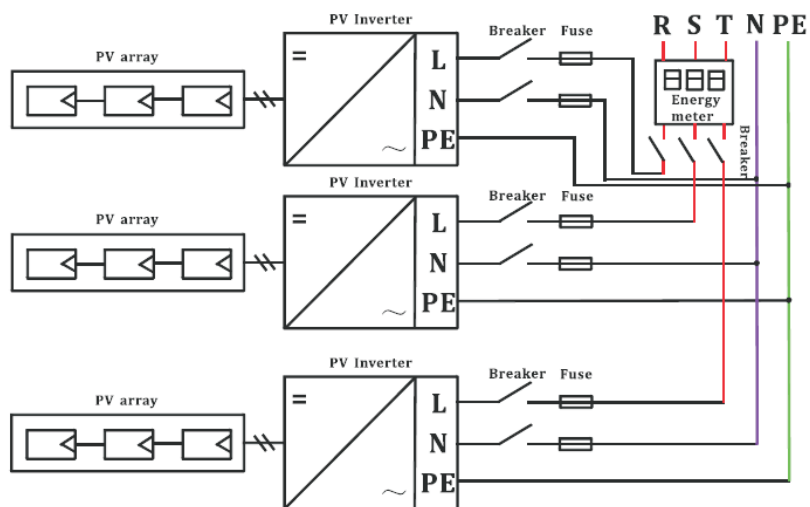 PV Inverter
Breaker Fuse
R S T N PE
PV array
L
N
PE
Energy
meter
Breaker
PV Inverter
PV array
Breaker Fuse
L
N
PE
PV Inverter
PV array
Breaker Fuse
L
N
PE